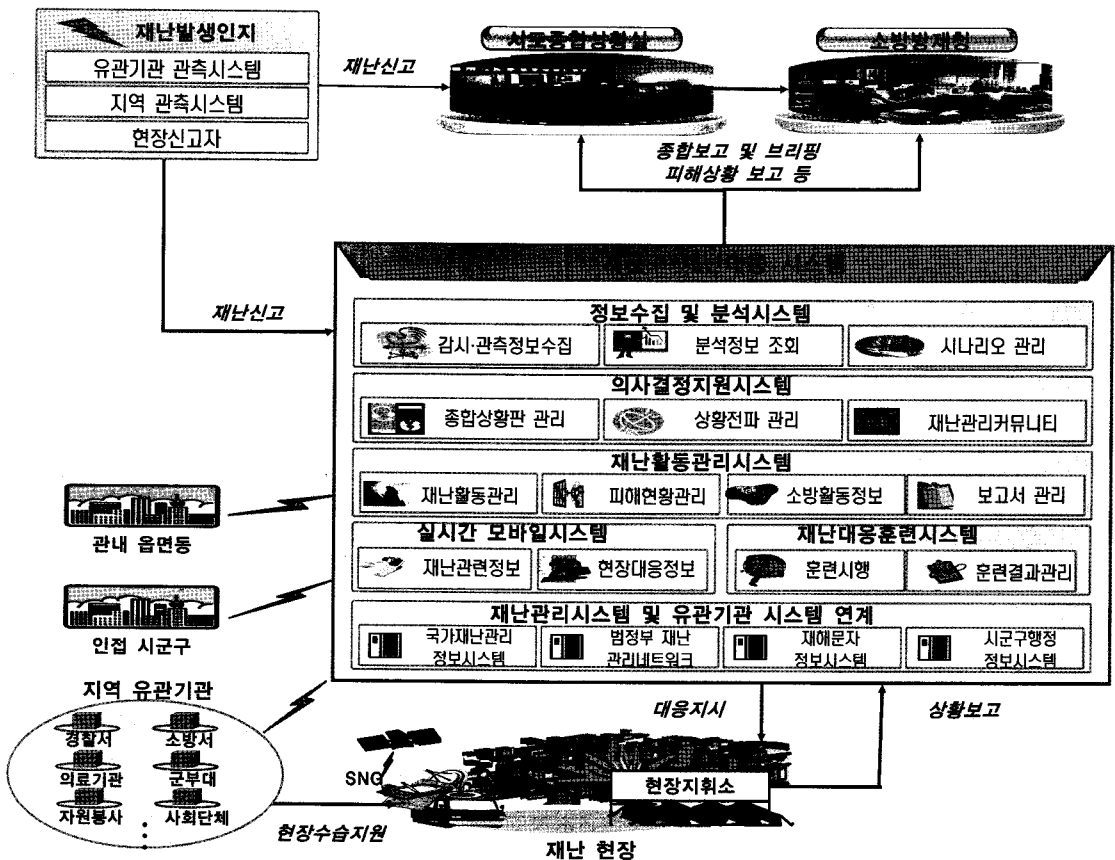 재난발생인지
유관기관 관측시스템
지역 관측시스템
현장신고자
재난신고
시도종합상황실
소방방재청
종합보고 및 브리핑
피해상황 보고 등
재난신고
시스템
정보수집 및 분석시스템
감시·관측정보수집
분석정보 조회
시나리오 관리
의사결정지원시스템
종합상황판 관리
상황전파 관리
재난관리커뮤니티
재난활동관리시스템
재난활동관리
피해현황관리
소방활동정보
보고서 관리
실시간 모바일시스템
재난관련정보
현장대응정보
재난대응훈련시스템
훈련시행
훈련결과관리
재난관리시스템 및 유관기관 시스템 연계
국가재난관리
정보시스템
범정부 재난
관리네트워크
재해문자
정보시스템
시군구행정
정보시스템
관내 읍면동
인접 시군구
지역 유관기관
경찰서
소방서
의료기관
군부대
자원봉사
사회단체
대응지시
상황보고
SNG
현장지휘소
현장수습지원
재난 현장